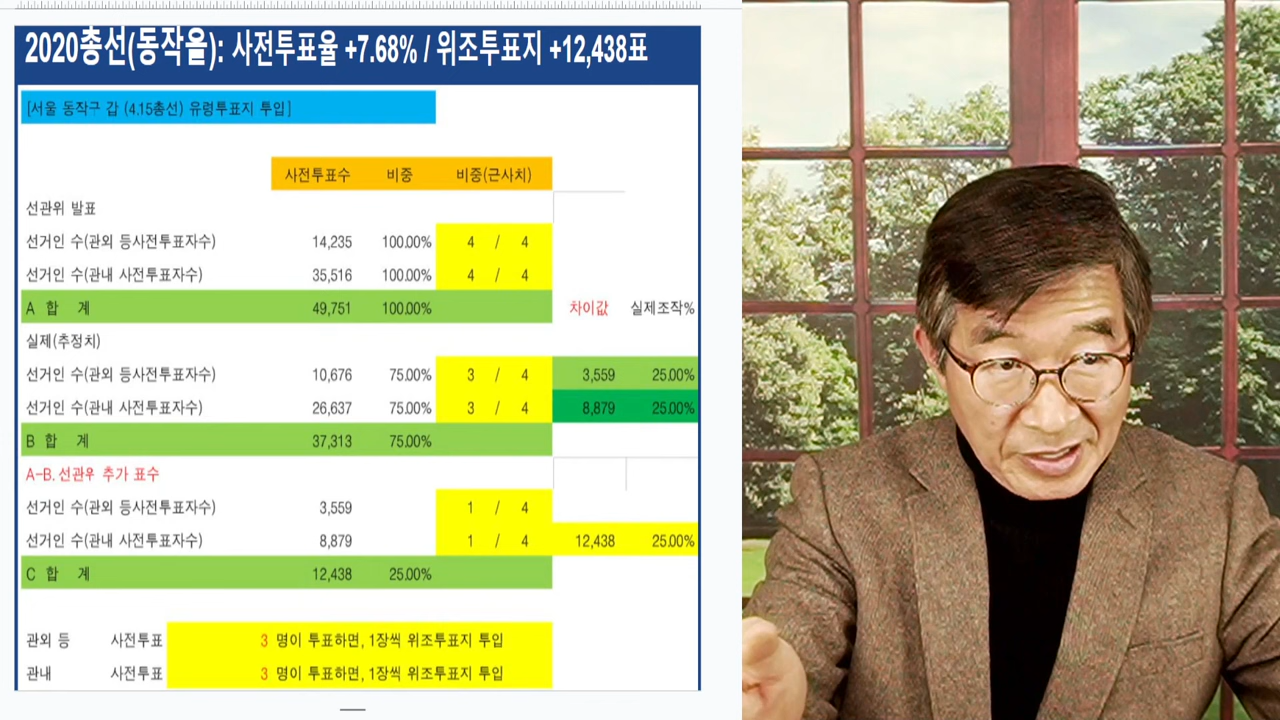 2020총선(동작을): 사전투표율 +7.68% / 위조투표지 +12,438표
[서울 동작구 갑 (4.15총선) 유령투표지 투입]
사전투표수 비중 비중(근사치)
선관위 발표
선거인 수(관외 등사전투표자수) 14,235 100.00% 4 / 4
선거인 수(관내 사전투표자수) 35,516 100.00% 4 / 4
A 합 계 49,751 100.00% 차이값 실제조작%
실제(추정치)
선거인 수(관외 등사전투표자수) 10,676 75.00% 3 / 4 3,559 25.00%
선거인 수(관내 사전투표자수) 26,637 75.00% 3 / 4 8,879 25.00%
B 합 계 37,313 75.00%
A-B. 선관위 추가 표수
선거인 수(관외 등사전투표자수) 3,559 1 / 4
선거인 수(관내 사전투표자수) 8,879 1 / 4 12,438 25.00%
C 합 계 12,438 25.00%
관외 등 사전투표 3 명이 투표하면, 1장씩 위조투표지 투입
관내 사전투표 3 명이 투표하면, 1장씩 위조투표지 투입